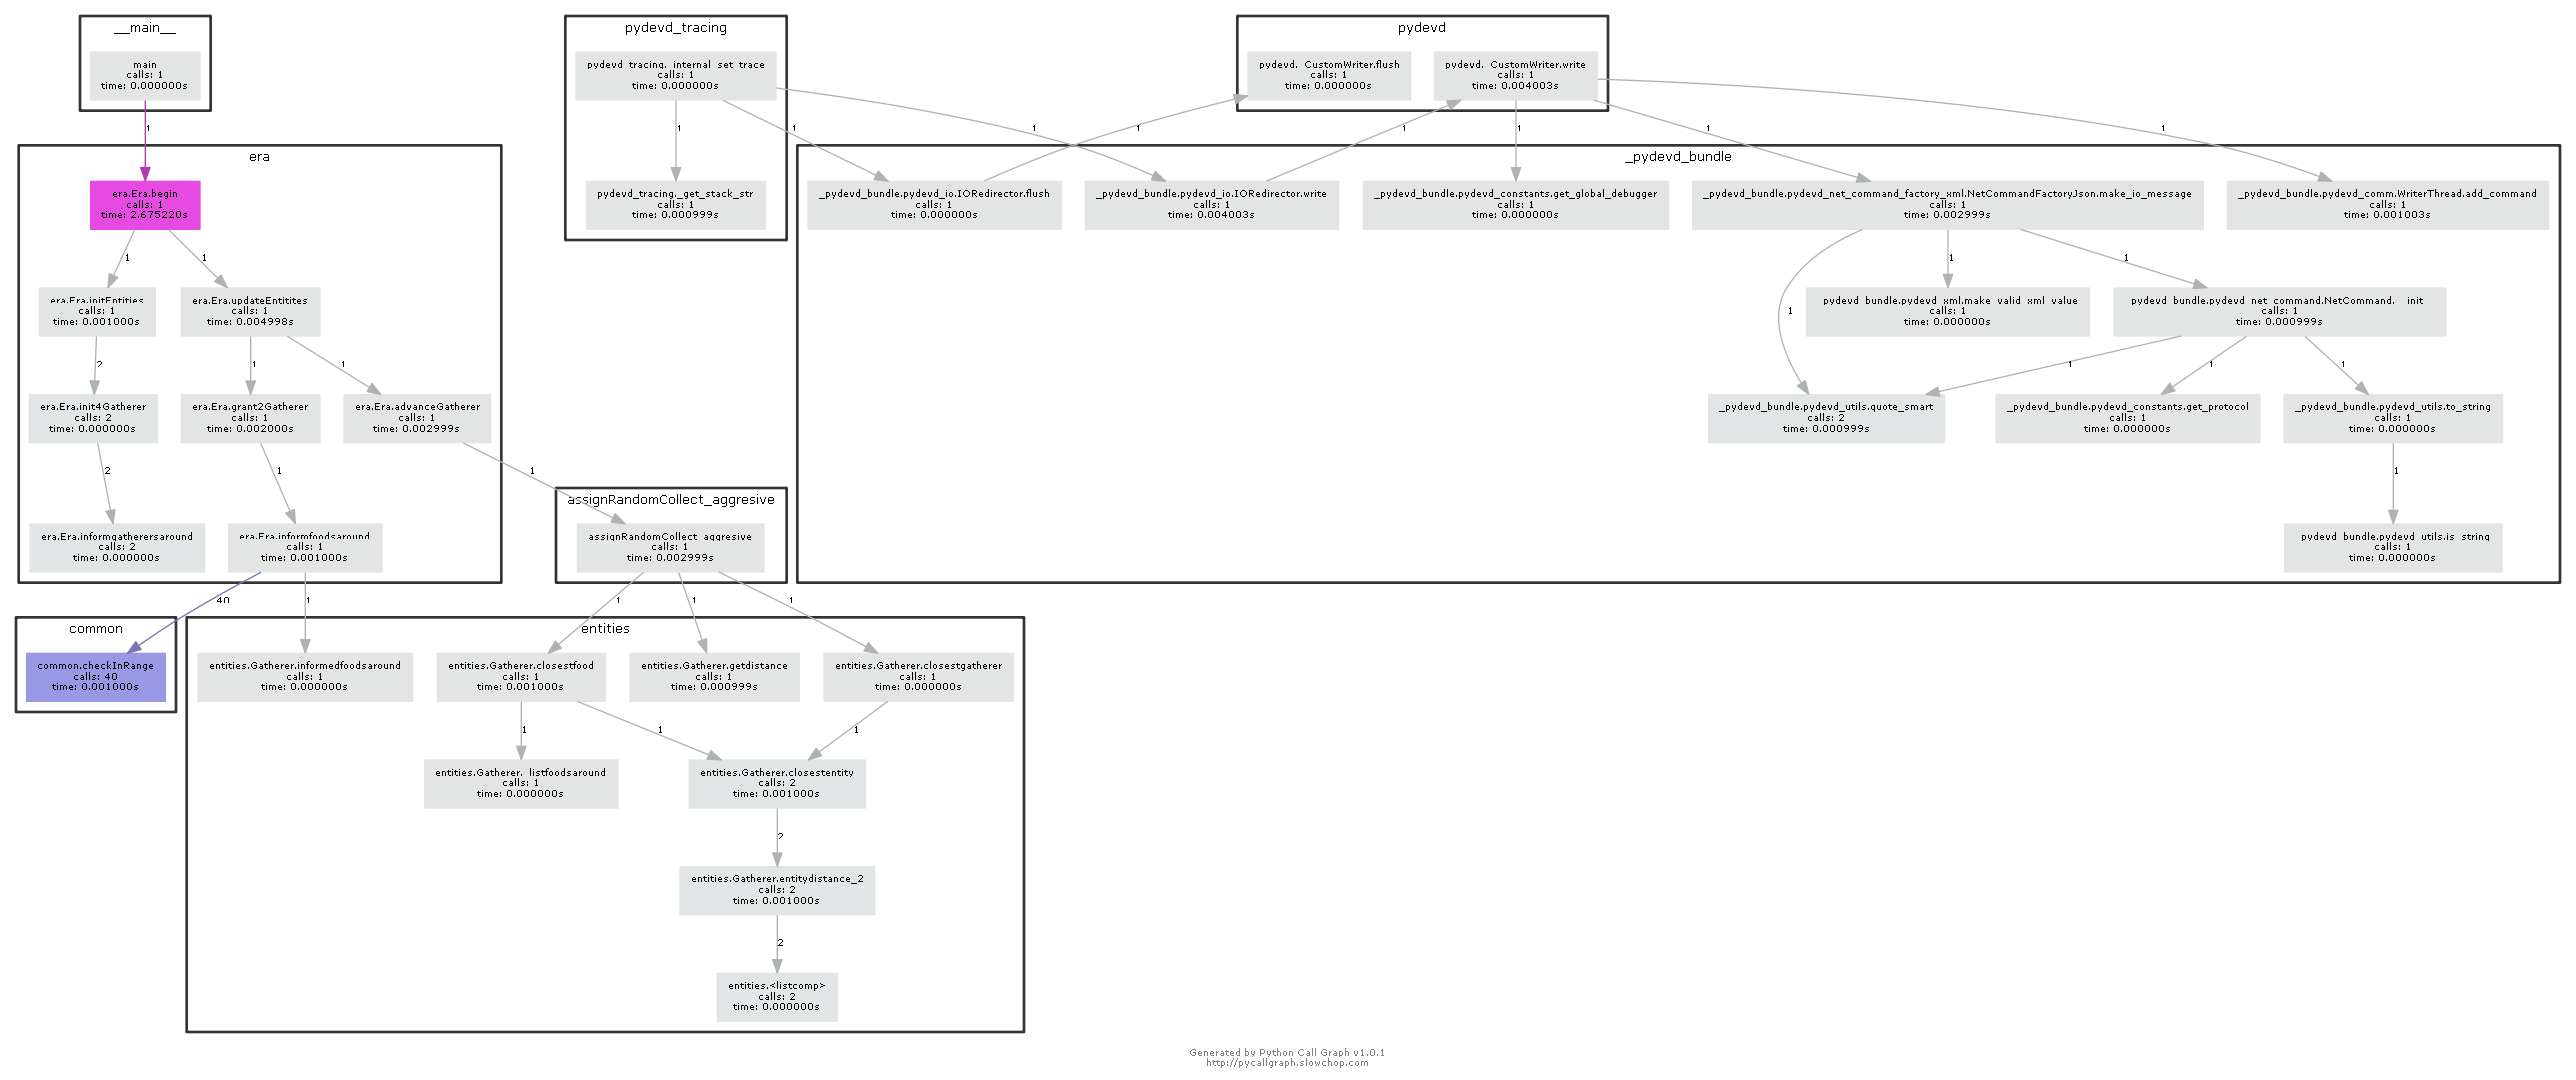 __main__
main
calls: 1
time: 0.000000s
1
era
era.Era.begin
calls: 1
time: 2.675220s
1
1
era.Era.initEntities
calls: 1
time: 0.001000s
era.Era.updateEntitites
calls: 1
time: 0.004998s
2
1
1
era.Era.init4Gatherer
calls: 2
time: 0.000000s
era.Era.grant2Gatherer
calls: 1
time: 0.002000s
era.Era.advanceGatherer
calls: 1
time: 0.002999s
2
1
1
era.Era.informgatherersaround
calls: 2
time: 0.000000s
era.Era.informfoodsaround
calls: 1
time: 0.001000s
40
1
common
common.checkInRange
calls: 40
time: 0.001000s
pydevd_tracing
pydevd_tracing._internal_set_trace
calls: 1
time: 0.000000s
1
1
1
pydevd_tracing._get_stack_str
calls: 1
time: 0.000999s
pydevd
pydevd._CustomWriter.flush
calls: 1
time: 0.000000s
pydevd._CustomWriter.write
calls: 1
time: 0.004003s
1
1
1
1
1
_pydevd_bundle
_pydevd_bundle.pydevd_io.IORedirector.flush
calls: 1
time: 0.000000s
_pydevd_bundle.pydevd_io.IORedirector.write
calls: 1
time: 0.004003s
_pydevd_bundle.pydevd_constants.get_global_debugger
calls: 1
time: 0.000000s
_pydevd_bundle.pydevd_net_command_factory_xml.NetCommandFactoryJson.make_io_message
calls: 1
time: 0.002999s
_pydevd_bundle.pydevd_comm.WriterThread.add_command
calls: 1
time: 0.001003s
1
1
1
_pydevd_bundle.pydevd_xml.make_valid_xml_value
calls: 1
time: 0.000000s
_pydevd_bundle.pydevd_net_command.NetCommand.__init__
calls: 1
time: 0.000999s
1
1
1
_pydevd_bundle.pydevd_utils.quote_smart
calls: 2
time: 0.000999s
_pydevd_bundle.pydevd_constants.get_protocol
calls: 1
time: 0.000000s
_pydevd_bundle.pydevd_utils.to_string
calls: 1
time: 0.000000s
1
_pydevd_bundle.pydevd_utils.is_string
calls: 1
time: 0.000000s
assignRandomCollect_aggresive
assignRandomCollect_aggresive
calls: 1
time: 0.002999s
1
1
1
entities
entities.Gatherer.informedfoodsaround
calls: 1
time: 0.000000s
entities.Gatherer.closestfood
calls: 1
time: 0.001000s
entities.Gatherer.getdistance
calls: 1
time: 0.000999s
entities.Gatherer.closestgatherer
calls: 1
time: 0.000000s
1
1
1
entities.Gatherer._listfoodsaround
calls: 1
time: 0.000000s
entities.Gatherer.closestentity
calls: 2
time: 0.001000s
2
entities.Gatherer.entitydistance_2
calls: 2
time: 0.001000s
2
entities.<listcomp>
calls: 2
time: 0.000000s
Generated by Python Call Graph v1.0.1
http://pycallgraph.slowchop.com